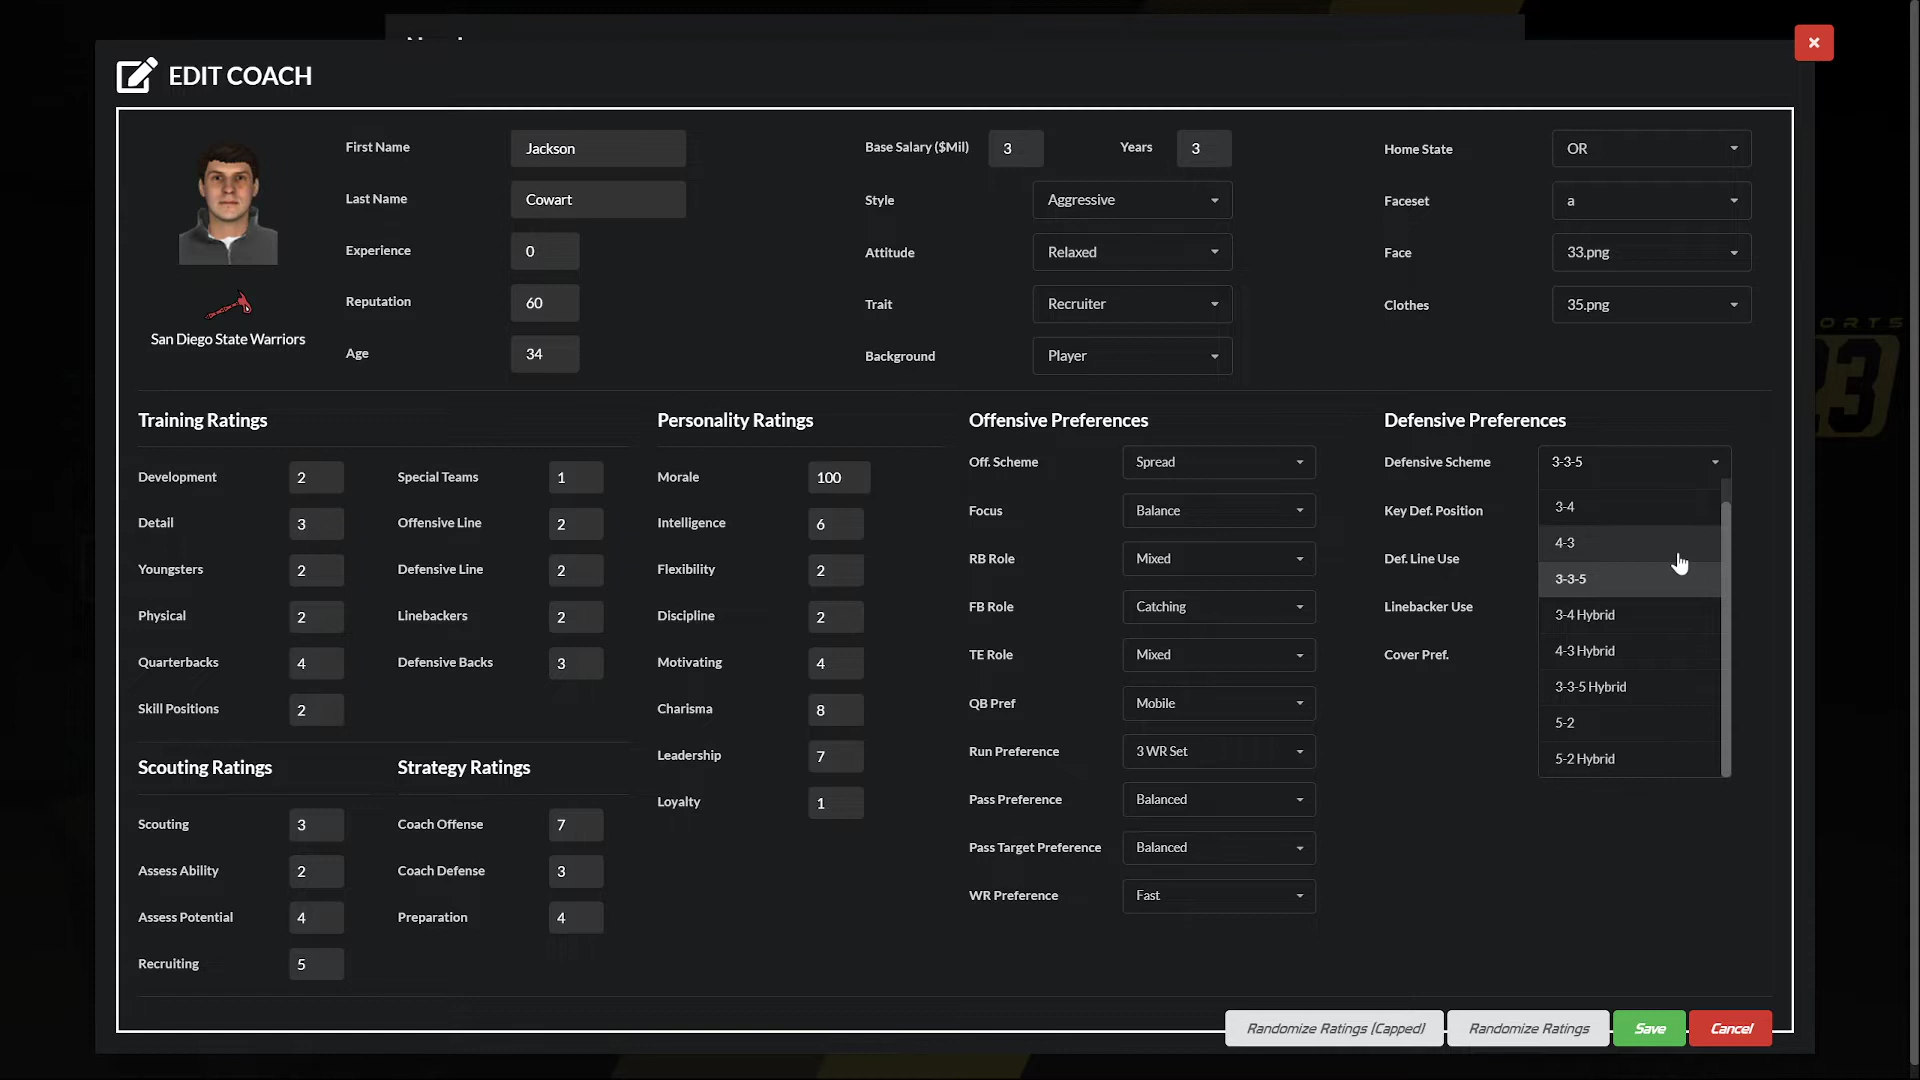 EDIT COACH
First Name Jackson
Last Name Cowart
Experience 0
Reputation 60
Age 34
San Diego State Warriors
Base Salary ($Mil) 3 Years 3
Style Aggressive
Attitude Relaxed
Trait Recruiter
Background Player
Home State OR
Faceset a
Face 33.png
Clothes 35.png
Training Ratings
Development 2 Special Teams 1
Detail 3 Offensive Line 2
Youngsters 2 Defensive Line 2
Physical 2 Linebackers 2
Quarterbacks 4 Defensive Backs 3
Skill Positions 2
Scouting Ratings
Scouting 3
Assess Ability 2
Assess Potential 4
Recruiting 5
Strategy Ratings
Coach Offense 7
Coach Defense 3
Preparation 4
Personality Ratings
Morale 100
Intelligence 6
Flexibility 2
Discipline 2
Motivating 4
Charisma 8
Leadership 7
Loyalty 1
Offensive Preferences
Off. Scheme Spread
Focus Balance
RB Role Mixed
FB Role Catching
TE Role Mixed
QB Pref Mobile
Run Preference 3 WR Set
Pass Preference Balanced
Pass Target Preference Balanced
WR Preference Fast
Defensive Preferences
Defensive Scheme 3-3-5
Key Def. Position
Def. Line Use
Linebacker Use
Cover Pref.
3-4
4-3
3-3-5
3-4 Hybrid
4-3 Hybrid
3-3-5 Hybrid
5-2
5-2 Hybrid
Randomize Ratings (Capped) Randomize Ratings Save Cancel
ORTS
23